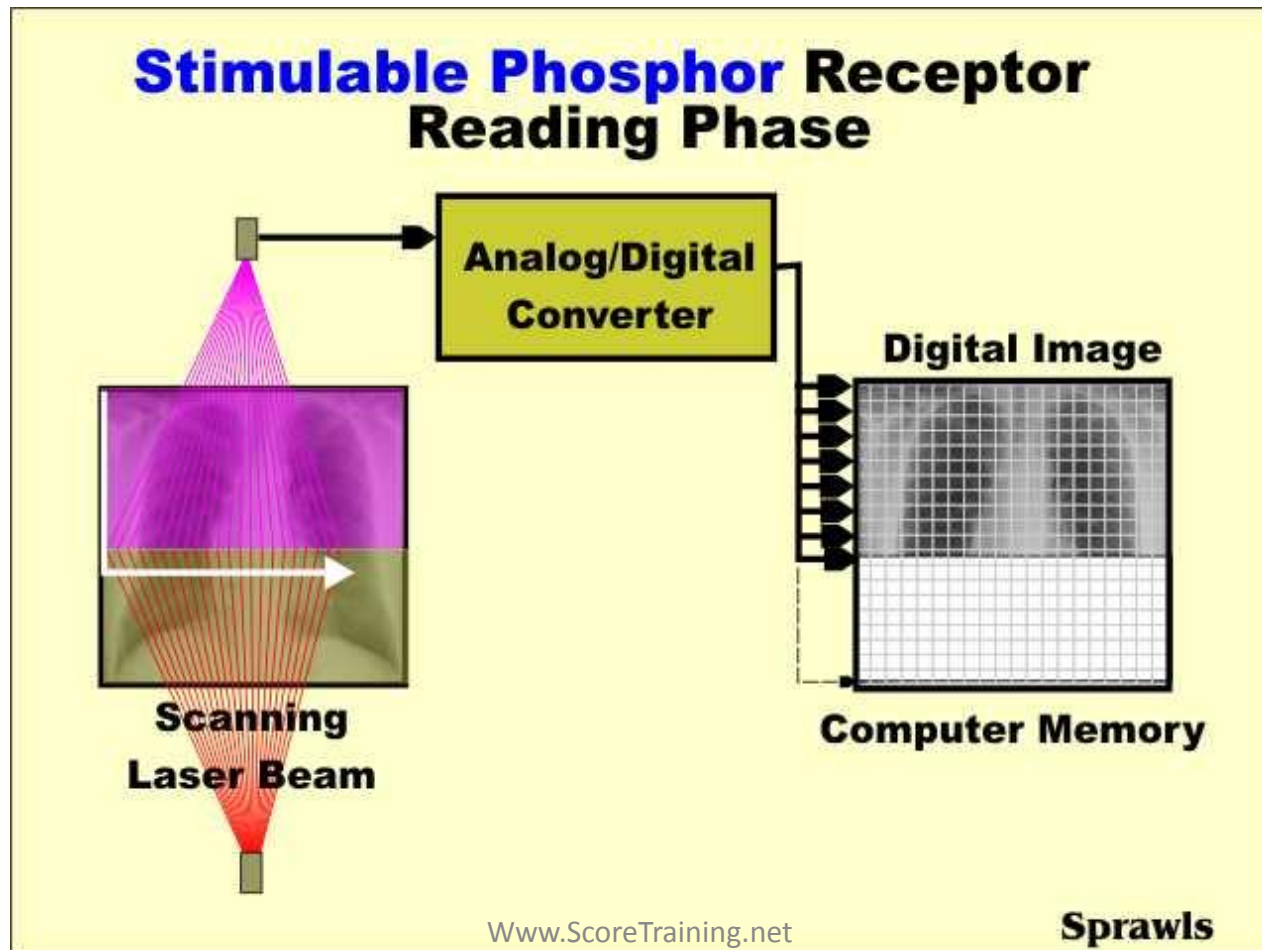 Stimulable Phosphor Receptor
Reading Phase
Analog/Digital
Converter
Digital Image
Scanning
Laser Beam
Computer Memory
Www.ScoreTraining.net
Sprawls